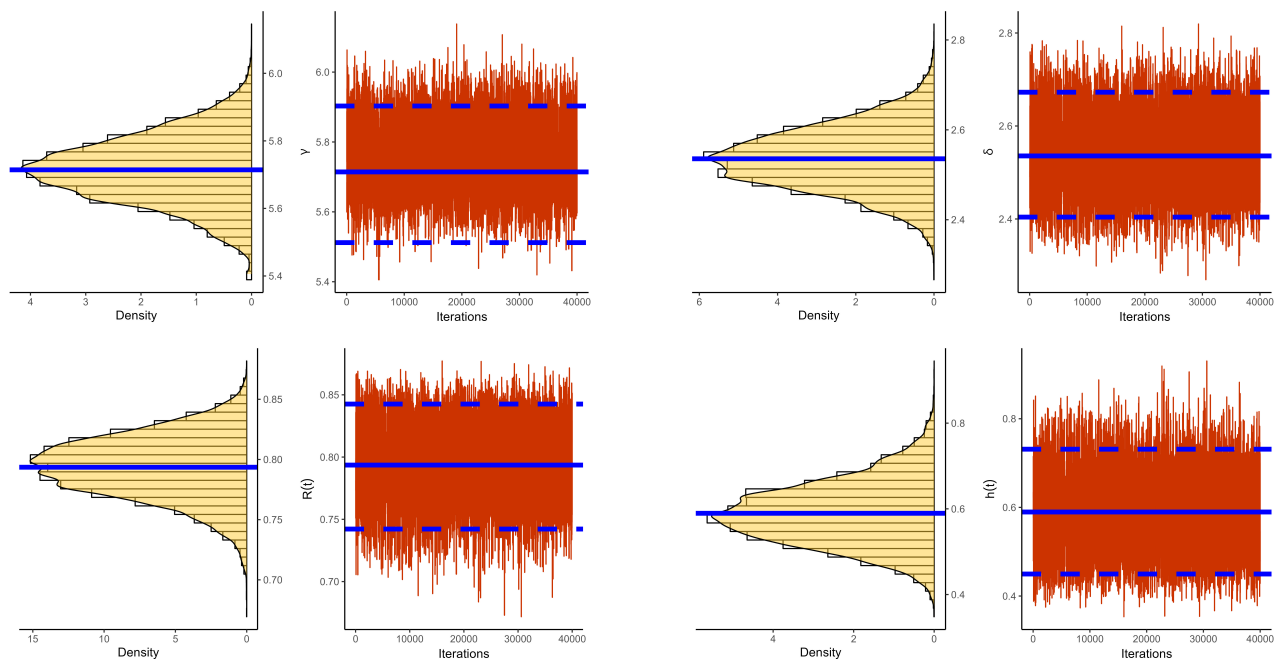 6.0
5.8
5.6
5.4
4 3 2 1 0
Density
γ
6.0
5.8
5.6
5.4
0 10000 20000 30000 40000
Iterations
2.8
2.6
2.4
6 4 2 0
Density
δ
2.8
2.6
2.4
0 10000 20000 30000 40000
Iterations
0.85
0.80
0.75
0.70
15 10 5 0
Density
R(t)
0.85
0.80
0.75
0.70
0 10000 20000 30000 40000
Iterations
0.8
0.6
0.4
4 2 0
Density
h(t)
0.8
0.6
0.4
0 10000 20000 30000 40000
Iterations